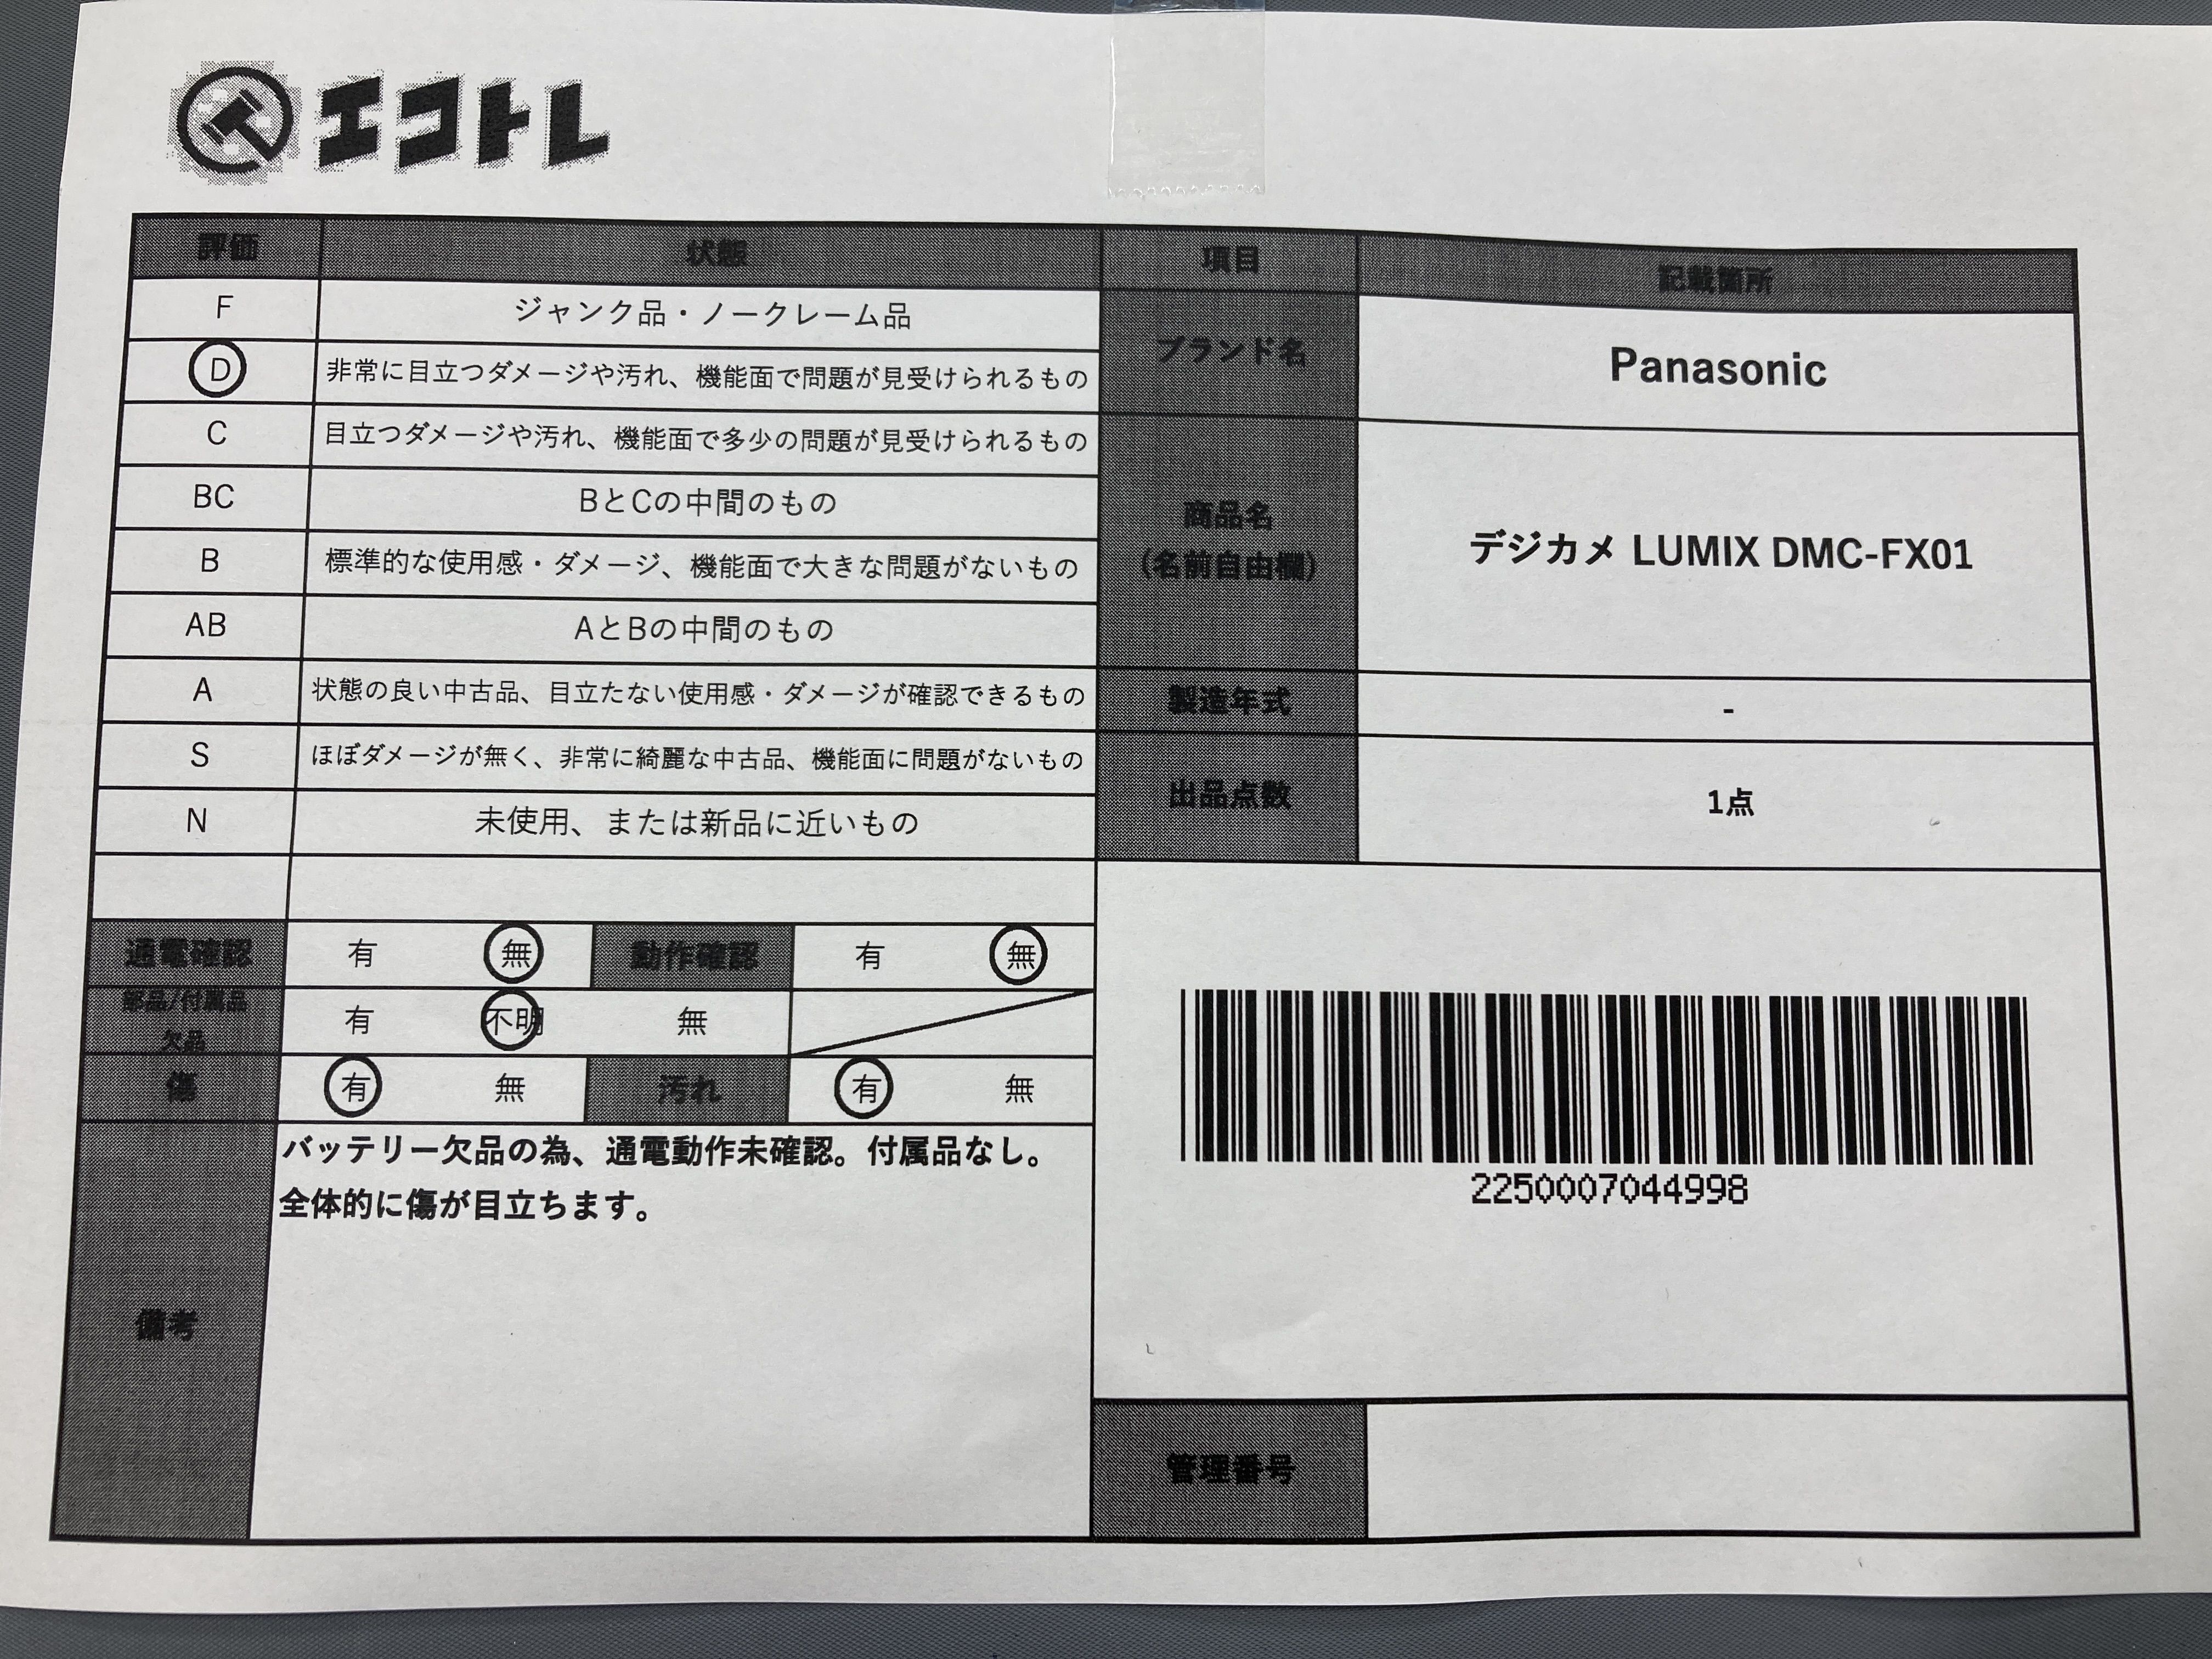 エコトレ
評価 状態 項目 記載箇所
F ジャンク品・ノークレーム品
D 非常に目立つダメージや汚れ、機能面で問題が見受けられるもの
C 目立つダメージや汚れ、機能面で多少の問題が見受けられるもの
BC BとCの中間のもの
B 標準的な使用感・ダメージ、機能面で大きな問題がないもの
AB AとBの中間のもの
A 状態の良い中古品、目立たない使用感・ダメージが確認できるもの
S ほぼダメージが無く、非常に綺麗な中古品、機能面に問題がないもの
N 未使用、または新品に近いもの
ブランド名 Panasonic
商品名
(名前自由欄)
デジカメ LUMIX DMC-FX01
製造年式 -
出品点数 1点
通電確認 有 無 動作確認 有 無
部品/付属品
欠品
有 不明 無
傷 有 無 汚れ 有 無
備考
バッテリー欠品の為、通電動作未確認。付属品なし。
全体的に傷が目立ちます。
2250007044998
管理番号